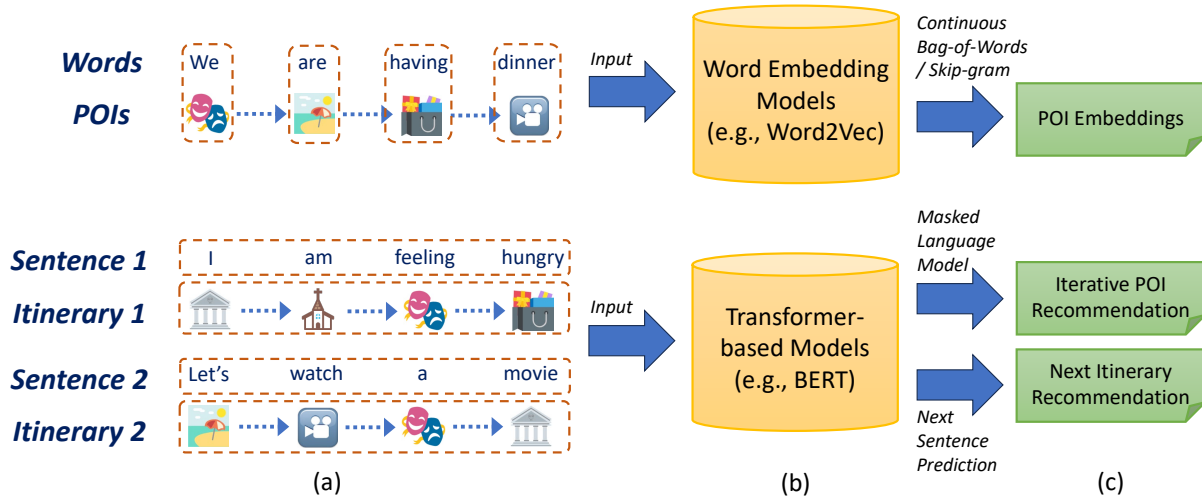 Words
We are having dinner
POIs
Input
Word Embedding
Models
(e.g., Word2Vec)
Continuous
Bag-of-Words
/ Skip-gram
POI Embeddings
Sentence 1
I am feeling hungry
Itinerary 1
Sentence 2
Let's watch a movie
Itinerary 2
Input
Transformer-
based Models
(e.g., BERT)
Masked
Language
Model
Iterative POI
Recommendation
Next
Sentence
Prediction
Next Itinerary
Recommendation
(a) (b) (c)